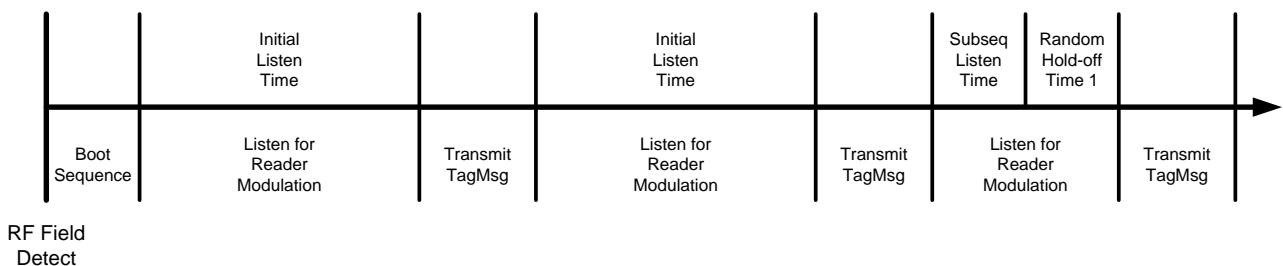 Initial
Listen
Time
Initial
Listen
Time
Subseq
Listen
Time
Random
Hold-off
Time 1
Boot
Sequence
Listen for
Reader
Modulation
Transmit
TagMsg
Listen for
Reader
Modulation
Transmit
TagMsg
Listen for
Reader
Modulation
Transmit
TagMsg
RF Field
Detect